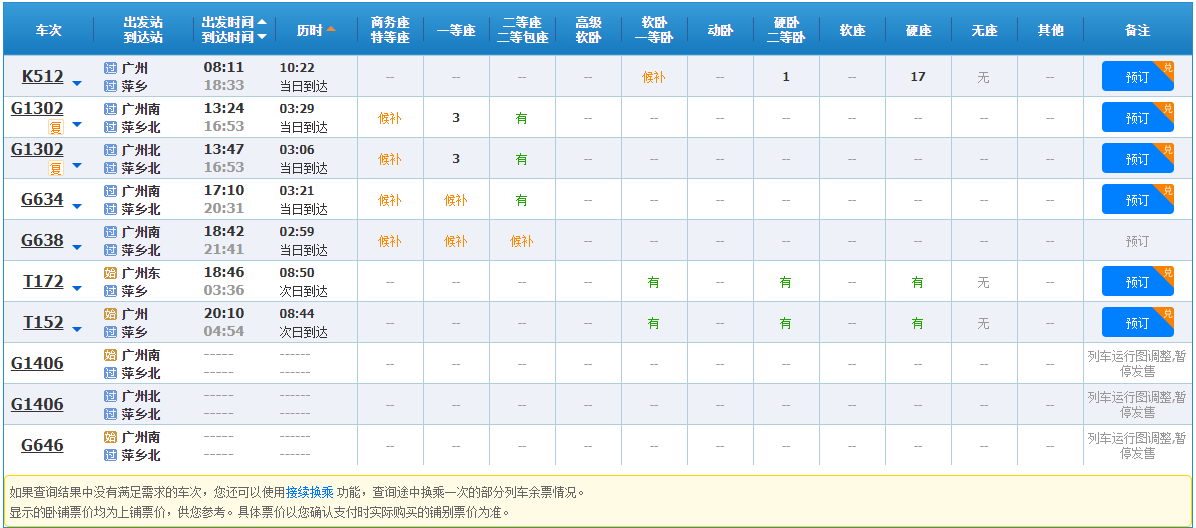 车次 出发站 到达站 出发时间 到达时间 历时 商务座 特等座 一等座 二等座 二等包座 高级 软卧 软卧 一等卧 动卧 硬卧 二等卧 软座 硬座 无座 其他 备注
K512 过 广州 过 萍乡 08:11 18:33 10:22 当日到达 -- -- -- -- 候补 -- 1 -- 17 无 -- 预订 兑
G1302 复 过 广州南 过 萍乡北 13:24 16:53 03:29 当日到达 候补 3 有 -- -- -- -- -- -- -- -- 预订 兑
G1302 复 过 广州北 过 萍乡北 13:47 16:53 03:06 当日到达 候补 3 有 -- -- -- -- -- -- -- -- 预订 兑
G634 过 广州南 过 萍乡北 17:10 20:31 03:21 当日到达 候补 候补 有 -- -- -- -- -- -- -- -- 预订 兑
G638 过 广州南 过 萍乡北 18:42 21:41 02:59 当日到达 候补 候补 候补 -- -- -- -- -- -- -- -- 预订
T172 始 广州东 过 萍乡 18:46 03:36 08:50 次日到达 -- -- -- -- 有 -- 有 -- 有 无 -- 预订 兑
T152 始 广州 过 萍乡 20:10 04:54 08:44 次日到达 -- -- -- -- 有 -- 有 -- 有 无 -- 预订 兑
G1406 始 广州南 过 萍乡北 ----- ----- ------ ------ -- -- -- -- -- -- -- -- -- -- -- 列车运行图调整,暂停发售
G1406 过 广州北 过 萍乡北 ----- ----- ------ ------ -- -- -- -- -- -- -- -- -- -- -- 列车运行图调整,暂停发售
G646 始 广州南 过 萍乡北 ----- ----- ------ ------ -- -- -- -- -- -- -- -- -- -- -- 列车运行图调整,暂停发售
如果查询结果中没有满足需求的车次，您还可以使用接续换乘 功能，查询途中换乘一次的部分列车余票情况。
显示的卧铺票价均为上铺票价，供您参考。具体票价以您确认支付时实际购买的铺别票价为准。